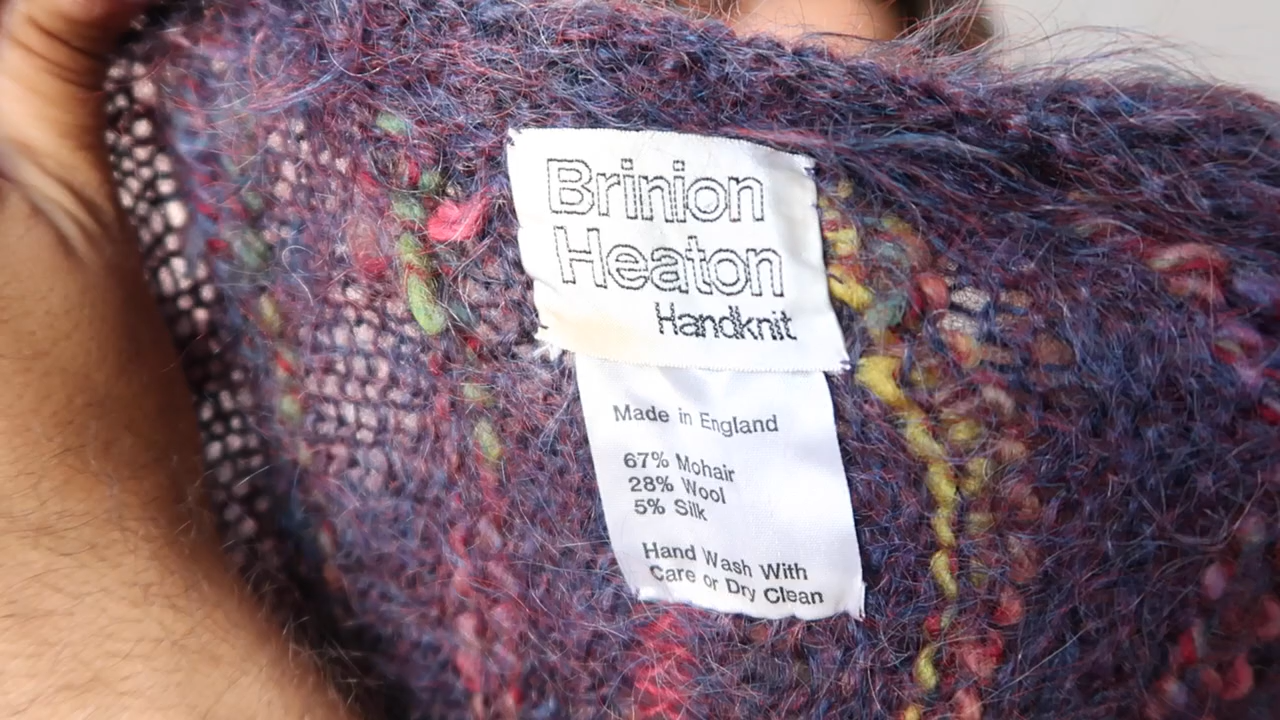 Brinion
Heaton
Handknit
Made in England
67% Mohair
28% Wool
5% Silk
Hand Wash With
Care or Dry Clean